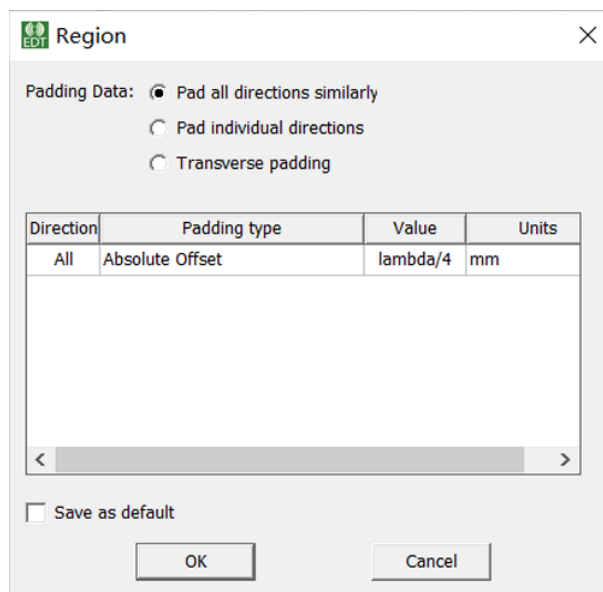 EDT Region
Padding Data: Pad all directions similarly
Pad individual directions
Transverse padding
Direction Padding type Value Units
All Absolute Offset lambda/4 mm
Save as default
OK Cancel